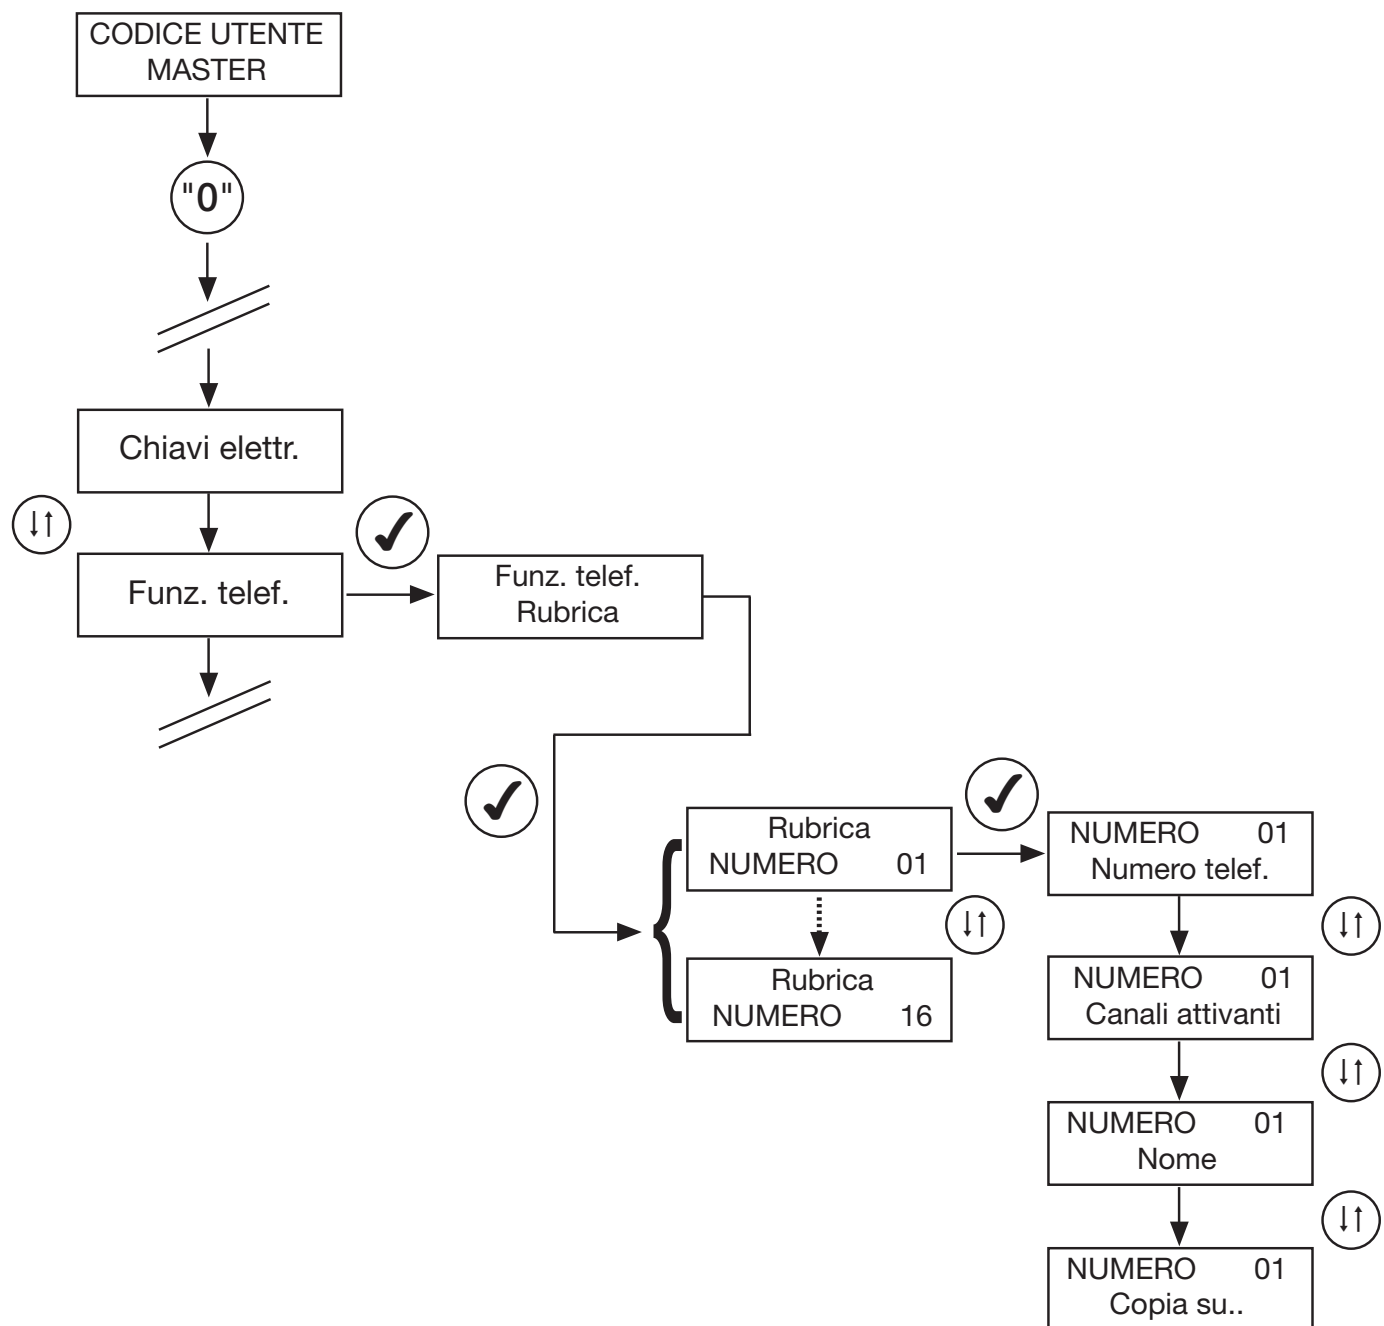 CODICE UTENTE
MASTER
"0"
Chiavi elettr.
Funz. telef.
Funz. telef.
Rubrica
Rubrica
NUMERO 01
Rubrica
NUMERO 16
NUMERO 01
Numero telef.
NUMERO 01
Canali attivanti
NUMERO 01
Nome
NUMERO 01
Copia su..